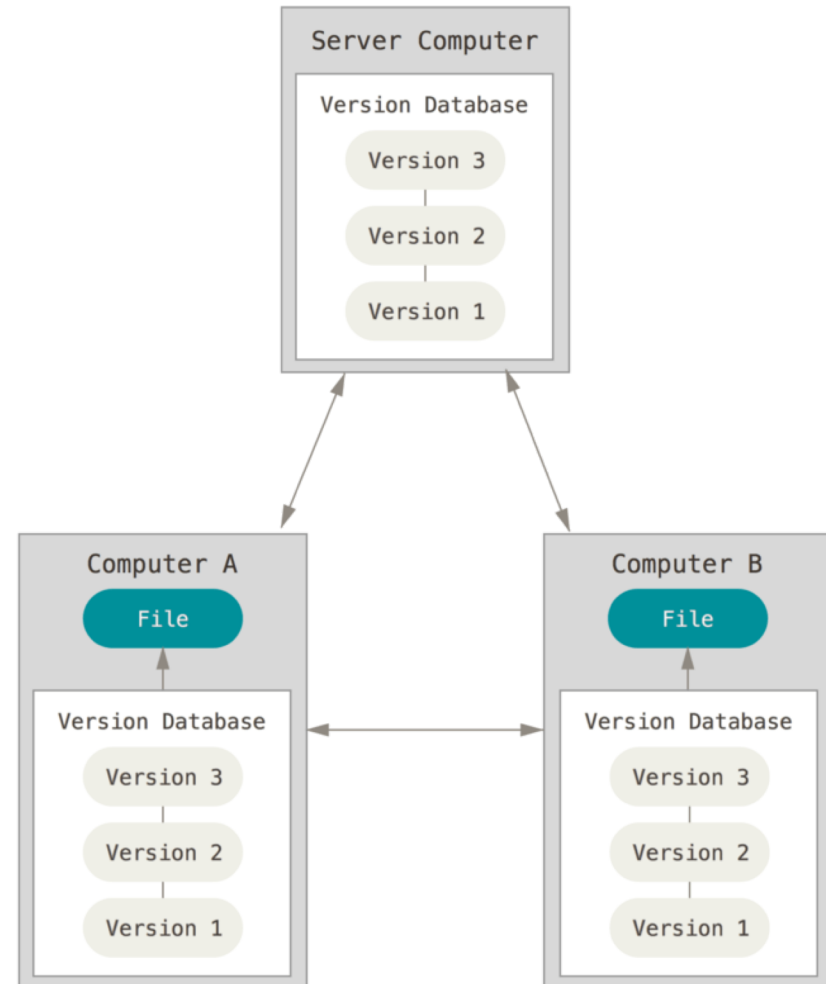 Server Computer
Version Database
Version 3
Version 2
Version 1
Computer A
File
Version Database
Version 3
Version 2
Version 1
Computer B
File
Version Database
Version 3
Version 2
Version 1